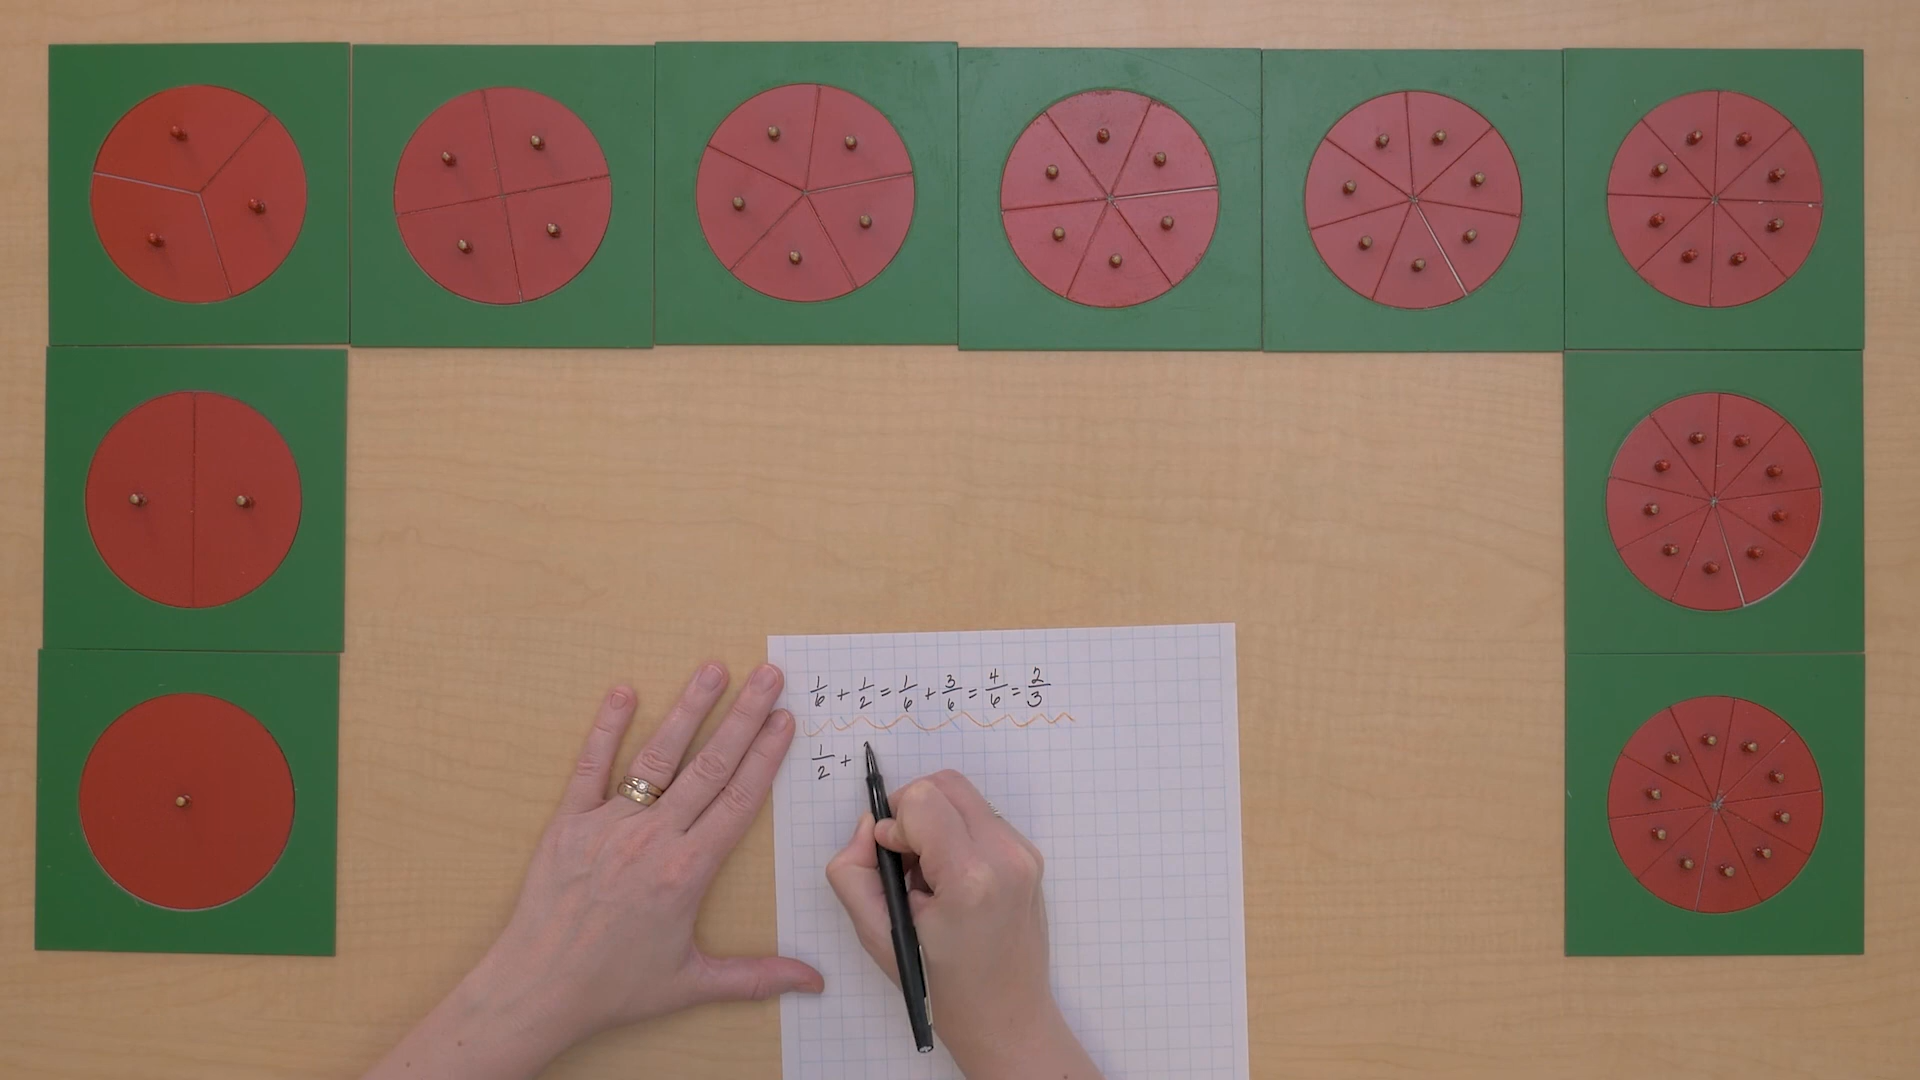 1/6 + 1/2 = 1/6 + 3/6 = 4/6 = 2/3
1/2 +